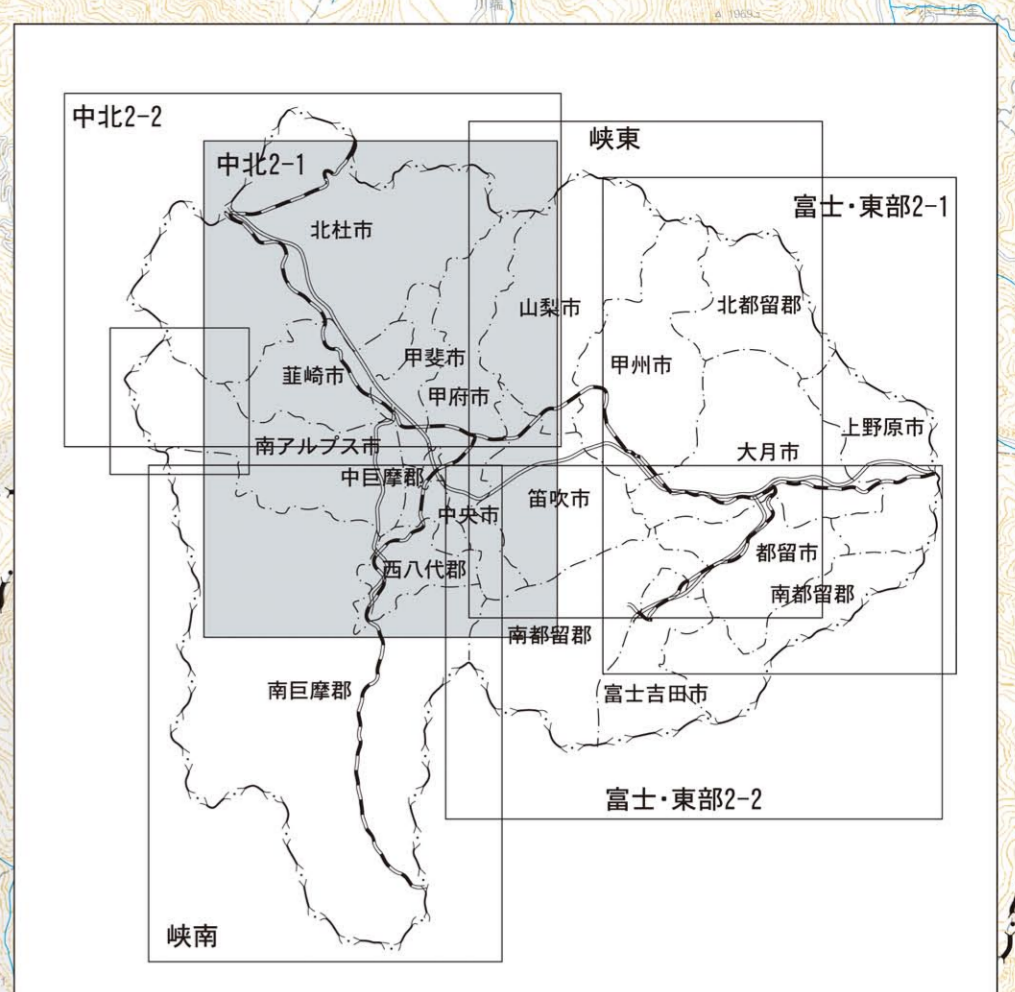 △ 1969
中北2-2
峡東
中北2-1
富士・東部2-1
北杜市
山梨市
北都留郡
甲斐市
甲州市
韮崎市
甲府市
上野原市
南アルプス市
大月市
中巨摩郡
笛吹市
中央市
都留市
西八代郡
南都留郡
南都留郡
南巨摩郡
富士吉田市
富士・東部2-2
峡南